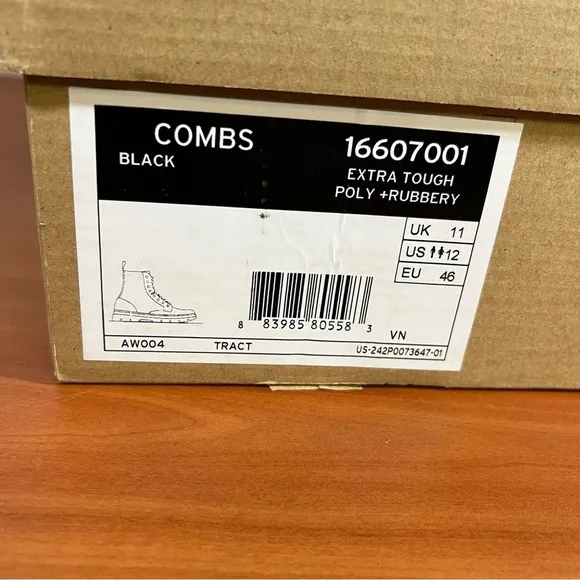 COMBS
BLACK
16607001
EXTRA TOUGH
POLY +RUBBERY
UK 11
US 12
EU 46
8 83985 80558 3
VN
AW004 TRACT US-242P0073647-01